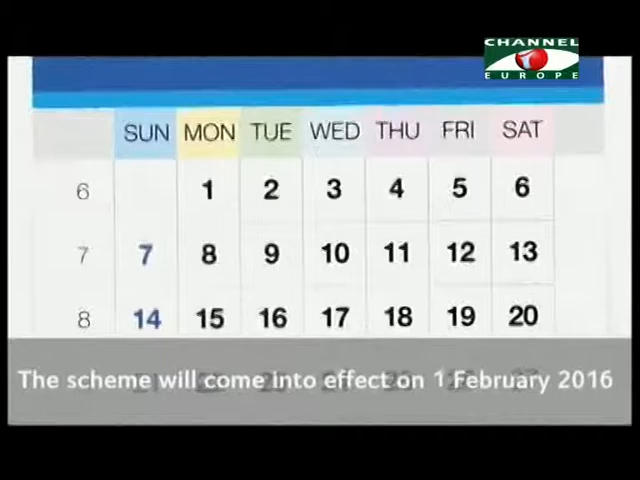 CHANNEL
i
EUROPE
SUN MON TUE WED THU FRI SAT
6 1 2 3 4 5 6
7 7 8 9 10 11 12 13
8 14 15 16 17 18 19 20
The scheme will come into effect on 1 February 2016